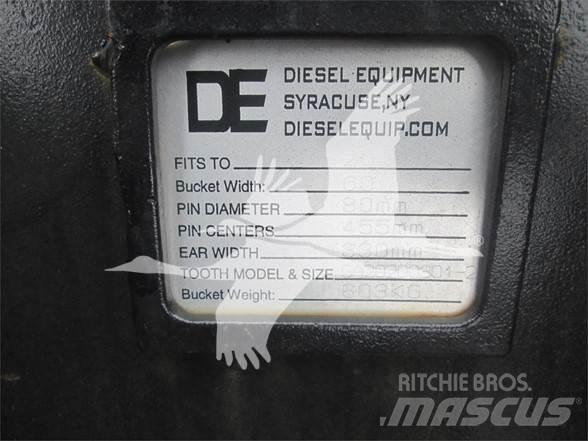 DE
DIESEL EQUIPMENT
SYRACUSE,NY
DIESELEQUIP.COM
FITS TO
Bucket Width: 60"
PIN DIAMETER 80mm
PIN CENTERS 455mm
EAR WIDTH 330mm
TOOTH MODEL & SIZE
Bucket Weight: 603KG
RITCHIE BROS.
MASCUS